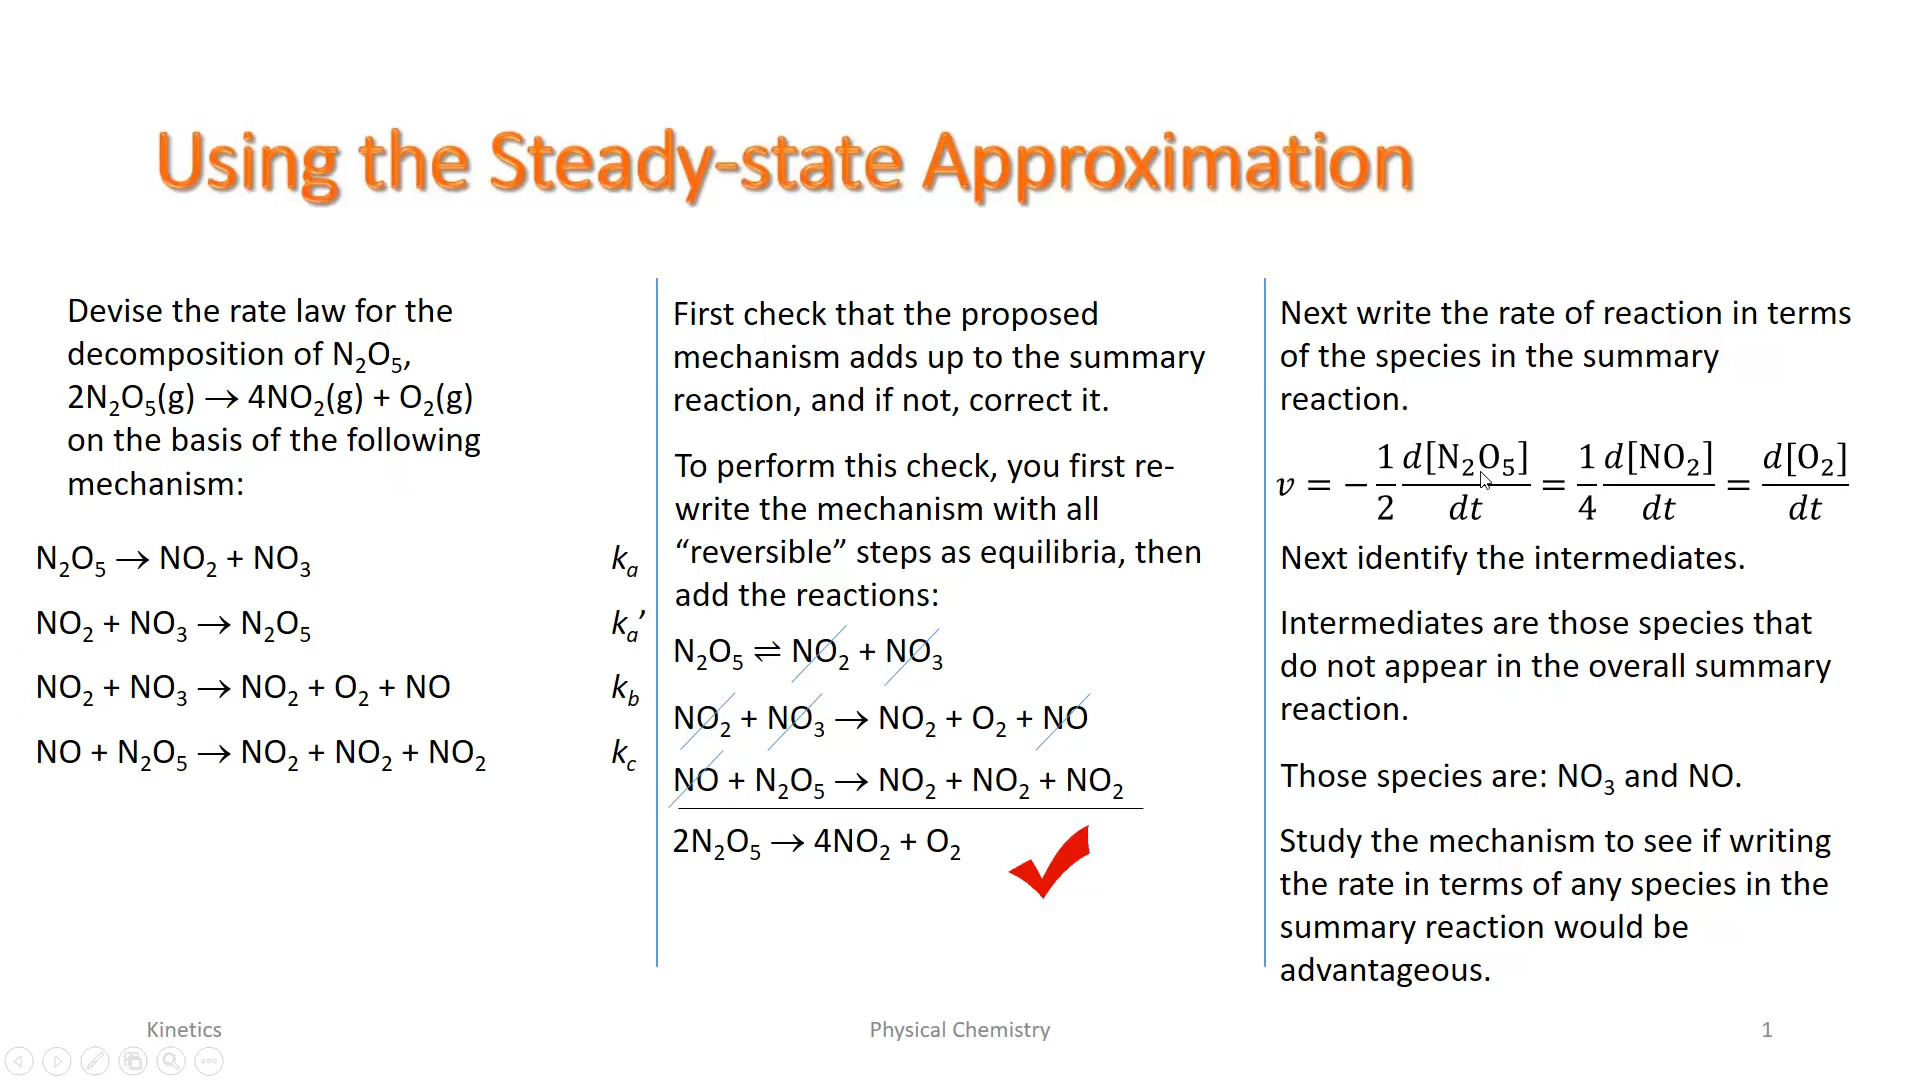 Using the Steady-state Approximation
Devise the rate law for the
decomposition of N₂O₅,
2N₂O₅(g) → 4NO₂(g) + O₂(g)
on the basis of the following
mechanism:
N₂O₅ → NO₂ + NO₃ kₐ
NO₂ + NO₃ → N₂O₅ kₐ’
NO₂ + NO₃ → NO₂ + O₂ + NO k_b
NO + N₂O₅ → NO₂ + NO₂ + NO₂ k_c
First check that the proposed
mechanism adds up to the summary
reaction, and if not, correct it.
To perform this check, you first re-
write the mechanism with all
“reversible” steps as equilibria, then
add the reactions:
N₂O₅ ⇌ NO₂ + NO₃
NO₂ + NO₃ → NO₂ + O₂ + NO
NO + N₂O₅ → NO₂ + NO₂ + NO₂
2N₂O₅ → 4NO₂ + O₂
Next write the rate of reaction in terms
of the species in the summary
reaction.
v = − 1/2 d[N₂O₅]/dt = 1/4 d[NO₂]/dt = d[O₂]/dt
Next identify the intermediates.
Intermediates are those species that
do not appear in the overall summary
reaction.
Those species are: NO₃ and NO.
Study the mechanism to see if writing
the rate in terms of any species in the
summary reaction would be
advantageous.
Kinetics
Physical Chemistry
1